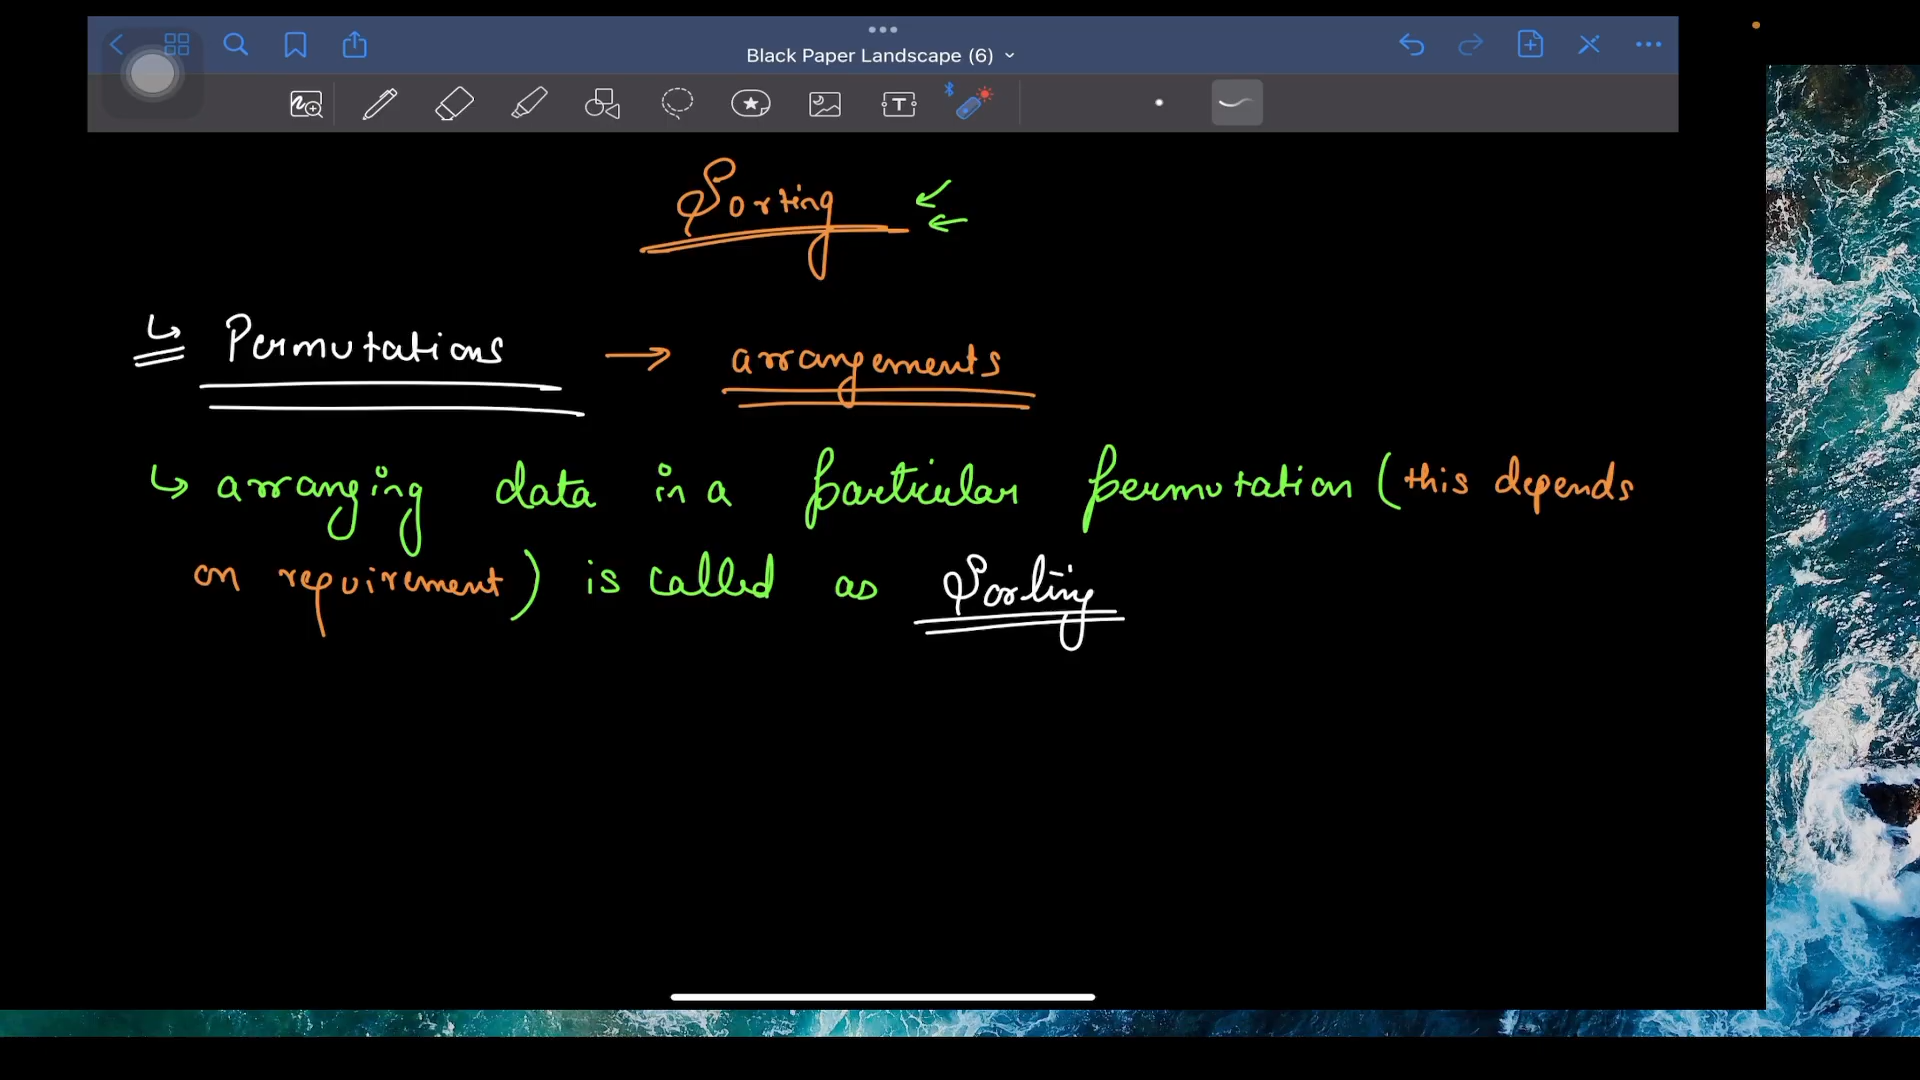 Black Paper Landscape (6)
Sorting
Permutations → arrangements
↳ arranging data in a particular permutation (this depends
on requirement) is called as Sorting